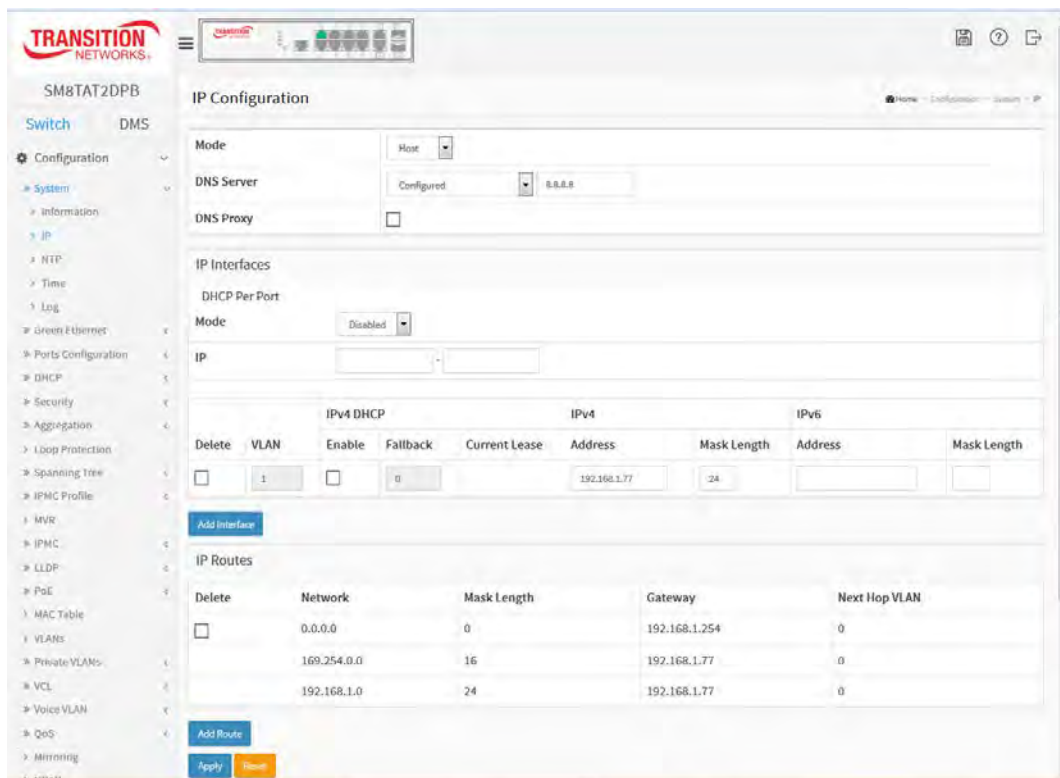 TRANSITION
NETWORKS
TRANSITION
SM8TAT2DPB
Switch DMS
Configuration
System
Information
IP
NTP
Time
Log
Green Ethernet
Ports Configuration
DHCP
Security
Aggregation
Loop Protection
Spanning Tree
IPMC Profile
MVR
IPMC
LLDP
PoE
MAC Table
VLANs
Private VLANs
VCL
Voice VLAN
QoS
Mirroring
IP Configuration
Home - Configuration - System - IP
Mode Host
DNS Server Configured 8.8.8.8
DNS Proxy
IP Interfaces
DHCP Per Port
Mode Disabled
IP -
IPv4 DHCP IPv4 IPv6
Delete VLAN Enable Fallback Current Lease Address Mask Length Address Mask Length
1 0 192.168.1.77 24
Add Interface
IP Routes
Delete Network Mask Length Gateway Next Hop VLAN
0.0.0.0 0 192.168.1.254 0
169.254.0.0 16 192.168.1.77 0
192.168.1.0 24 192.168.1.77 0
Add Route
Apply Reset